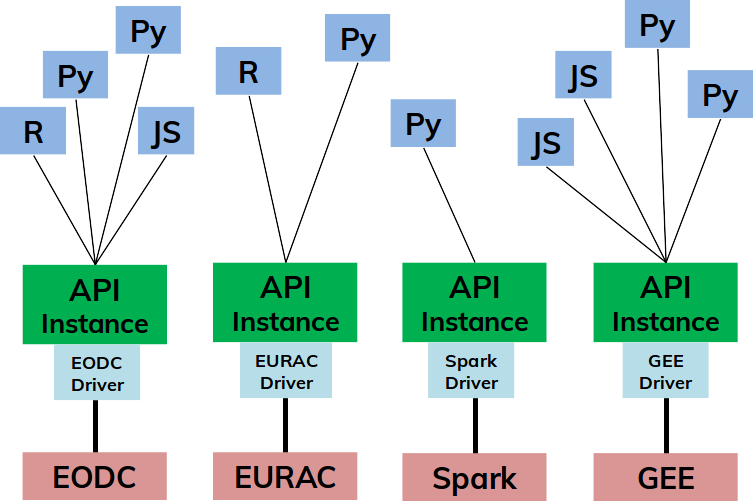 Py
Py
R
JS
R
Py
Py
Py
JS
Py
JS
API
Instance
API
Instance
API
Instance
API
Instance
EODC
Driver
EURAC
Driver
Spark
Driver
GEE
Driver
EODC
EURAC
Spark
GEE